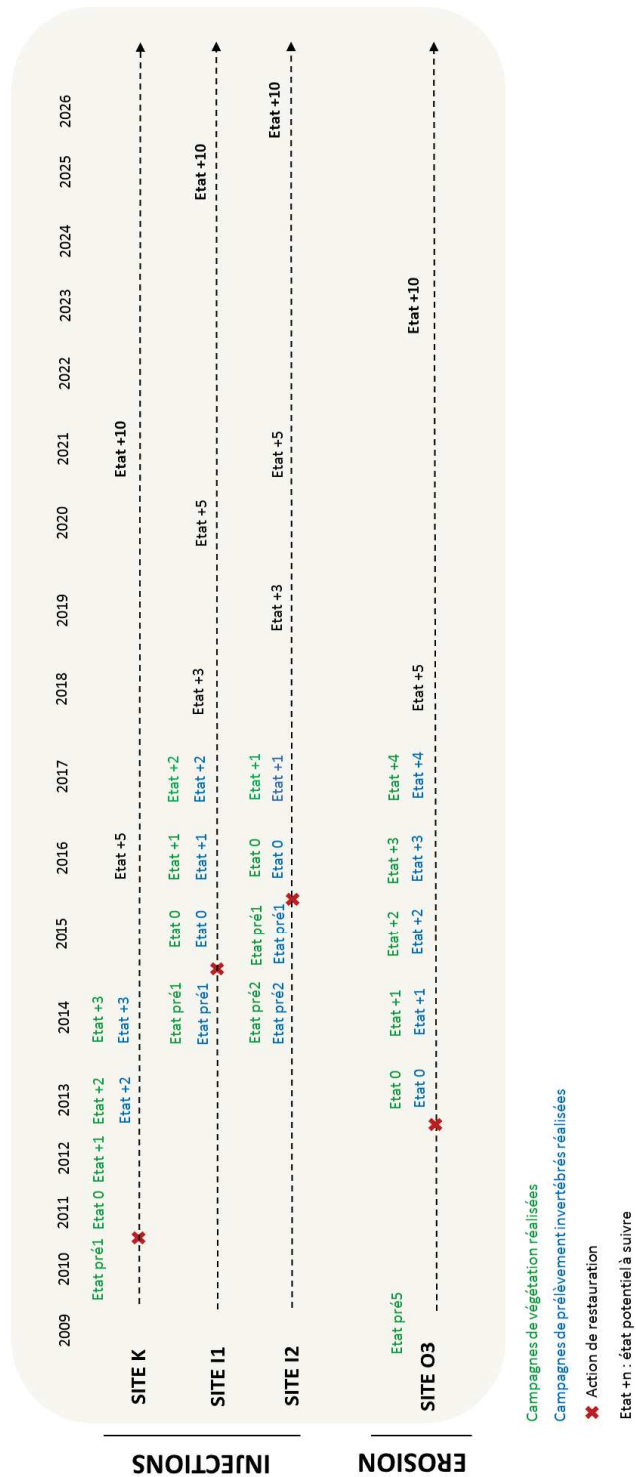 2009 2010 2011 2012 2013 2014 2015 2016 2017 2018 2019 2020 2021 2022 2023 2024 2025 2026
INJECTIONS
Etat pré1 Etat 0 Etat +1 Etat +2 Etat +3
SITE K
Etat +2 Etat +3 Etat +5 Etat +10
Etat pré1 Etat 0 Etat +1 Etat +2
SITE I1
Etat pré1 Etat 0 Etat +1 Etat +2 Etat +3 Etat +5 Etat +10
Etat pré2 Etat pré1 Etat 0 Etat +1
SITE I2
Etat pré2 Etat pré1 Etat 0 Etat +1 Etat +3 Etat +5 Etat +10
EROSION
Etat pré5 Etat 0 Etat +1 Etat +2 Etat +3 Etat +4
SITE O3
Etat 0 Etat +1 Etat +2 Etat +3 Etat +4 Etat +5 Etat +10
Campagnes de végétation réalisées
Campagnes de prélèvement invertébrés réalisées
Action de restauration
Etat +n : état potentiel à suivre